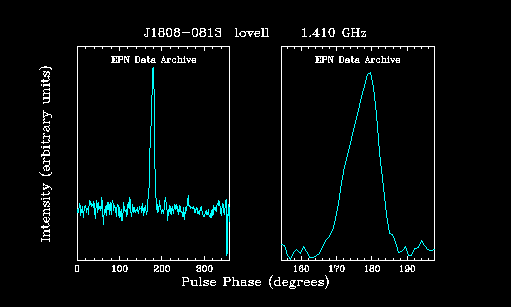 J1808-0813 lovell 1.410 GHz
EPN Data Archive EPN Data Archive
Intensity (arbitrary units)
0 100 200 300 160 170 180 190
Pulse Phase (degrees)